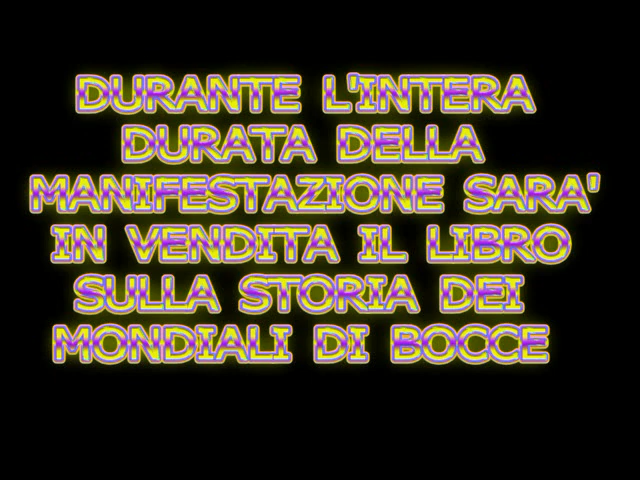 DURANTE L'INTERA
DURATA DELLA
MANIFESTAZIONE SARA'
IN VENDITA IL LIBRO
SULLA STORIA DEI
MONDIALI DI BOCCE